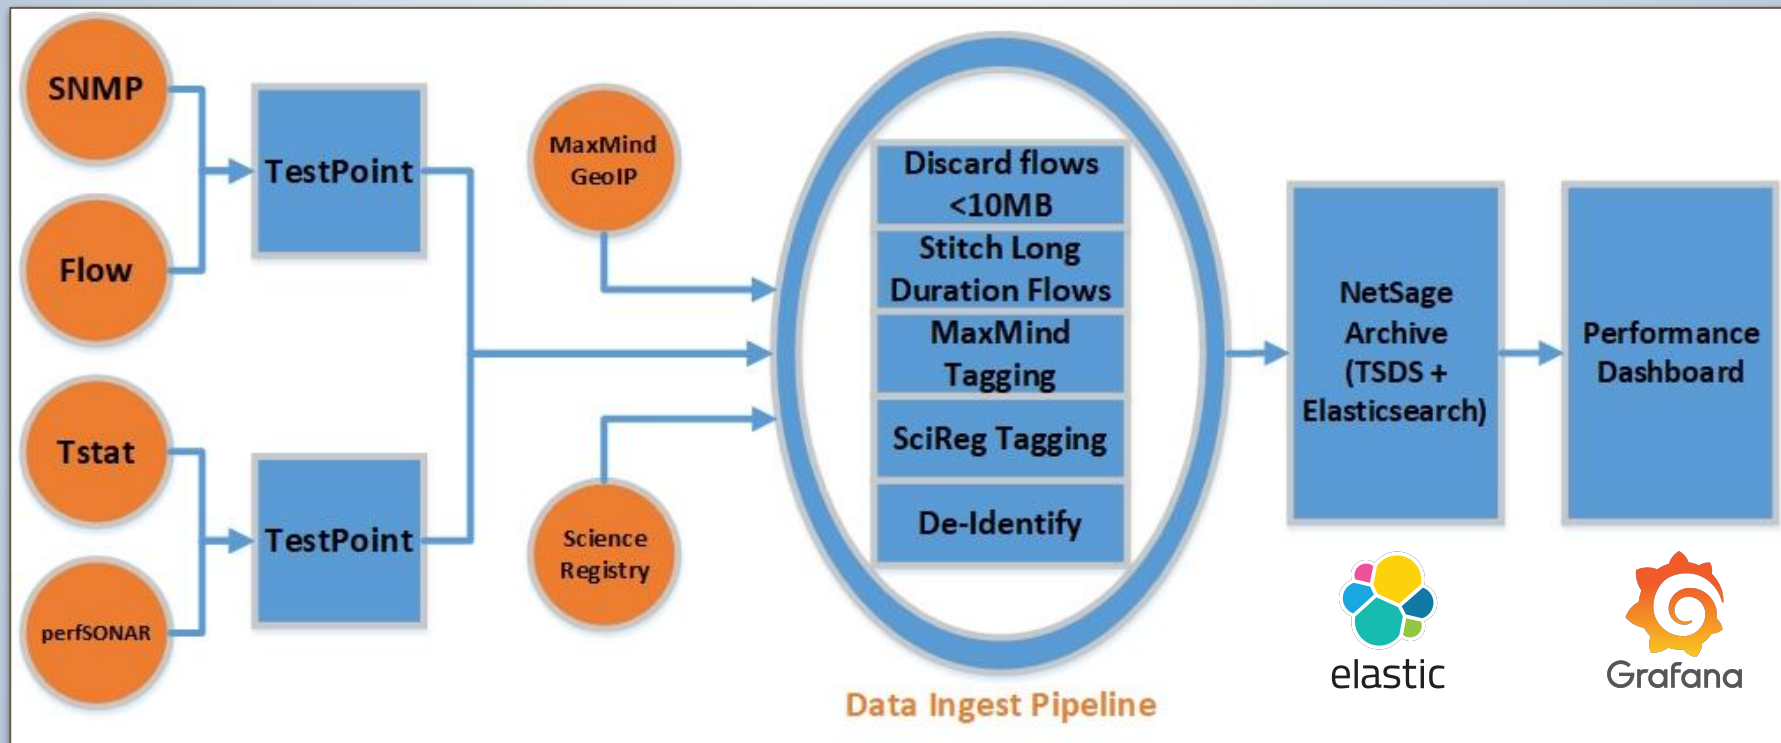 SNMP
Flow
Tstat
perfSONAR
TestPoint
TestPoint
MaxMind
GeoIP
Science
Registry
Discard flows
<10MB
Stitch Long
Duration Flows
MaxMind
Tagging
SciReg Tagging
De-Identify
Data Ingest Pipeline
NetSage
Archive
(TSDS +
Elasticsearch)
elastic
Performance
Dashboard
Grafana